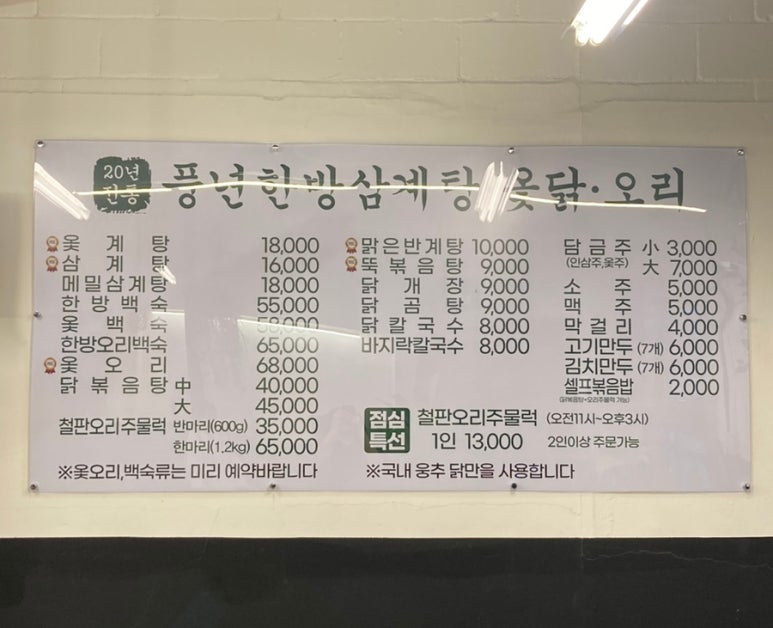 20년 전통 풍년한방삼계탕 옻닭·오리
옻계탕 18,000
삼계탕 16,000
메밀삼계탕 18,000
한방백숙 55,000
옻백숙
한방오리백숙 65,000
옻오리 68,000
닭볶음탕 中 40,000
大 45,000
철판오리주물럭 반마리(600g) 35,000
한마리(1.2kg) 65,000
※옻오리,백숙류는 미리 예약바랍니다
맑은반계탕 10,000
뚝볶음탕 9,000
닭개장 9,000
닭곰탕 9,000
닭칼국수 8,000
바지락칼국수 8,000
점심특선 철판오리주물럭 (오전11시~오후3시)
1인 13,000 2인이상 주문가능
※국내 웅추 닭만을 사용합니다
담금주 小 3,000
(인삼주,옻주) 大 7,000
소주 5,000
맥주 5,000
막걸리 4,000
고기만두 (7개) 6,000
김치만두 (7개) 6,000
셀프볶음밥 2,000
(닭볶음탕+오리주물럭 가능)